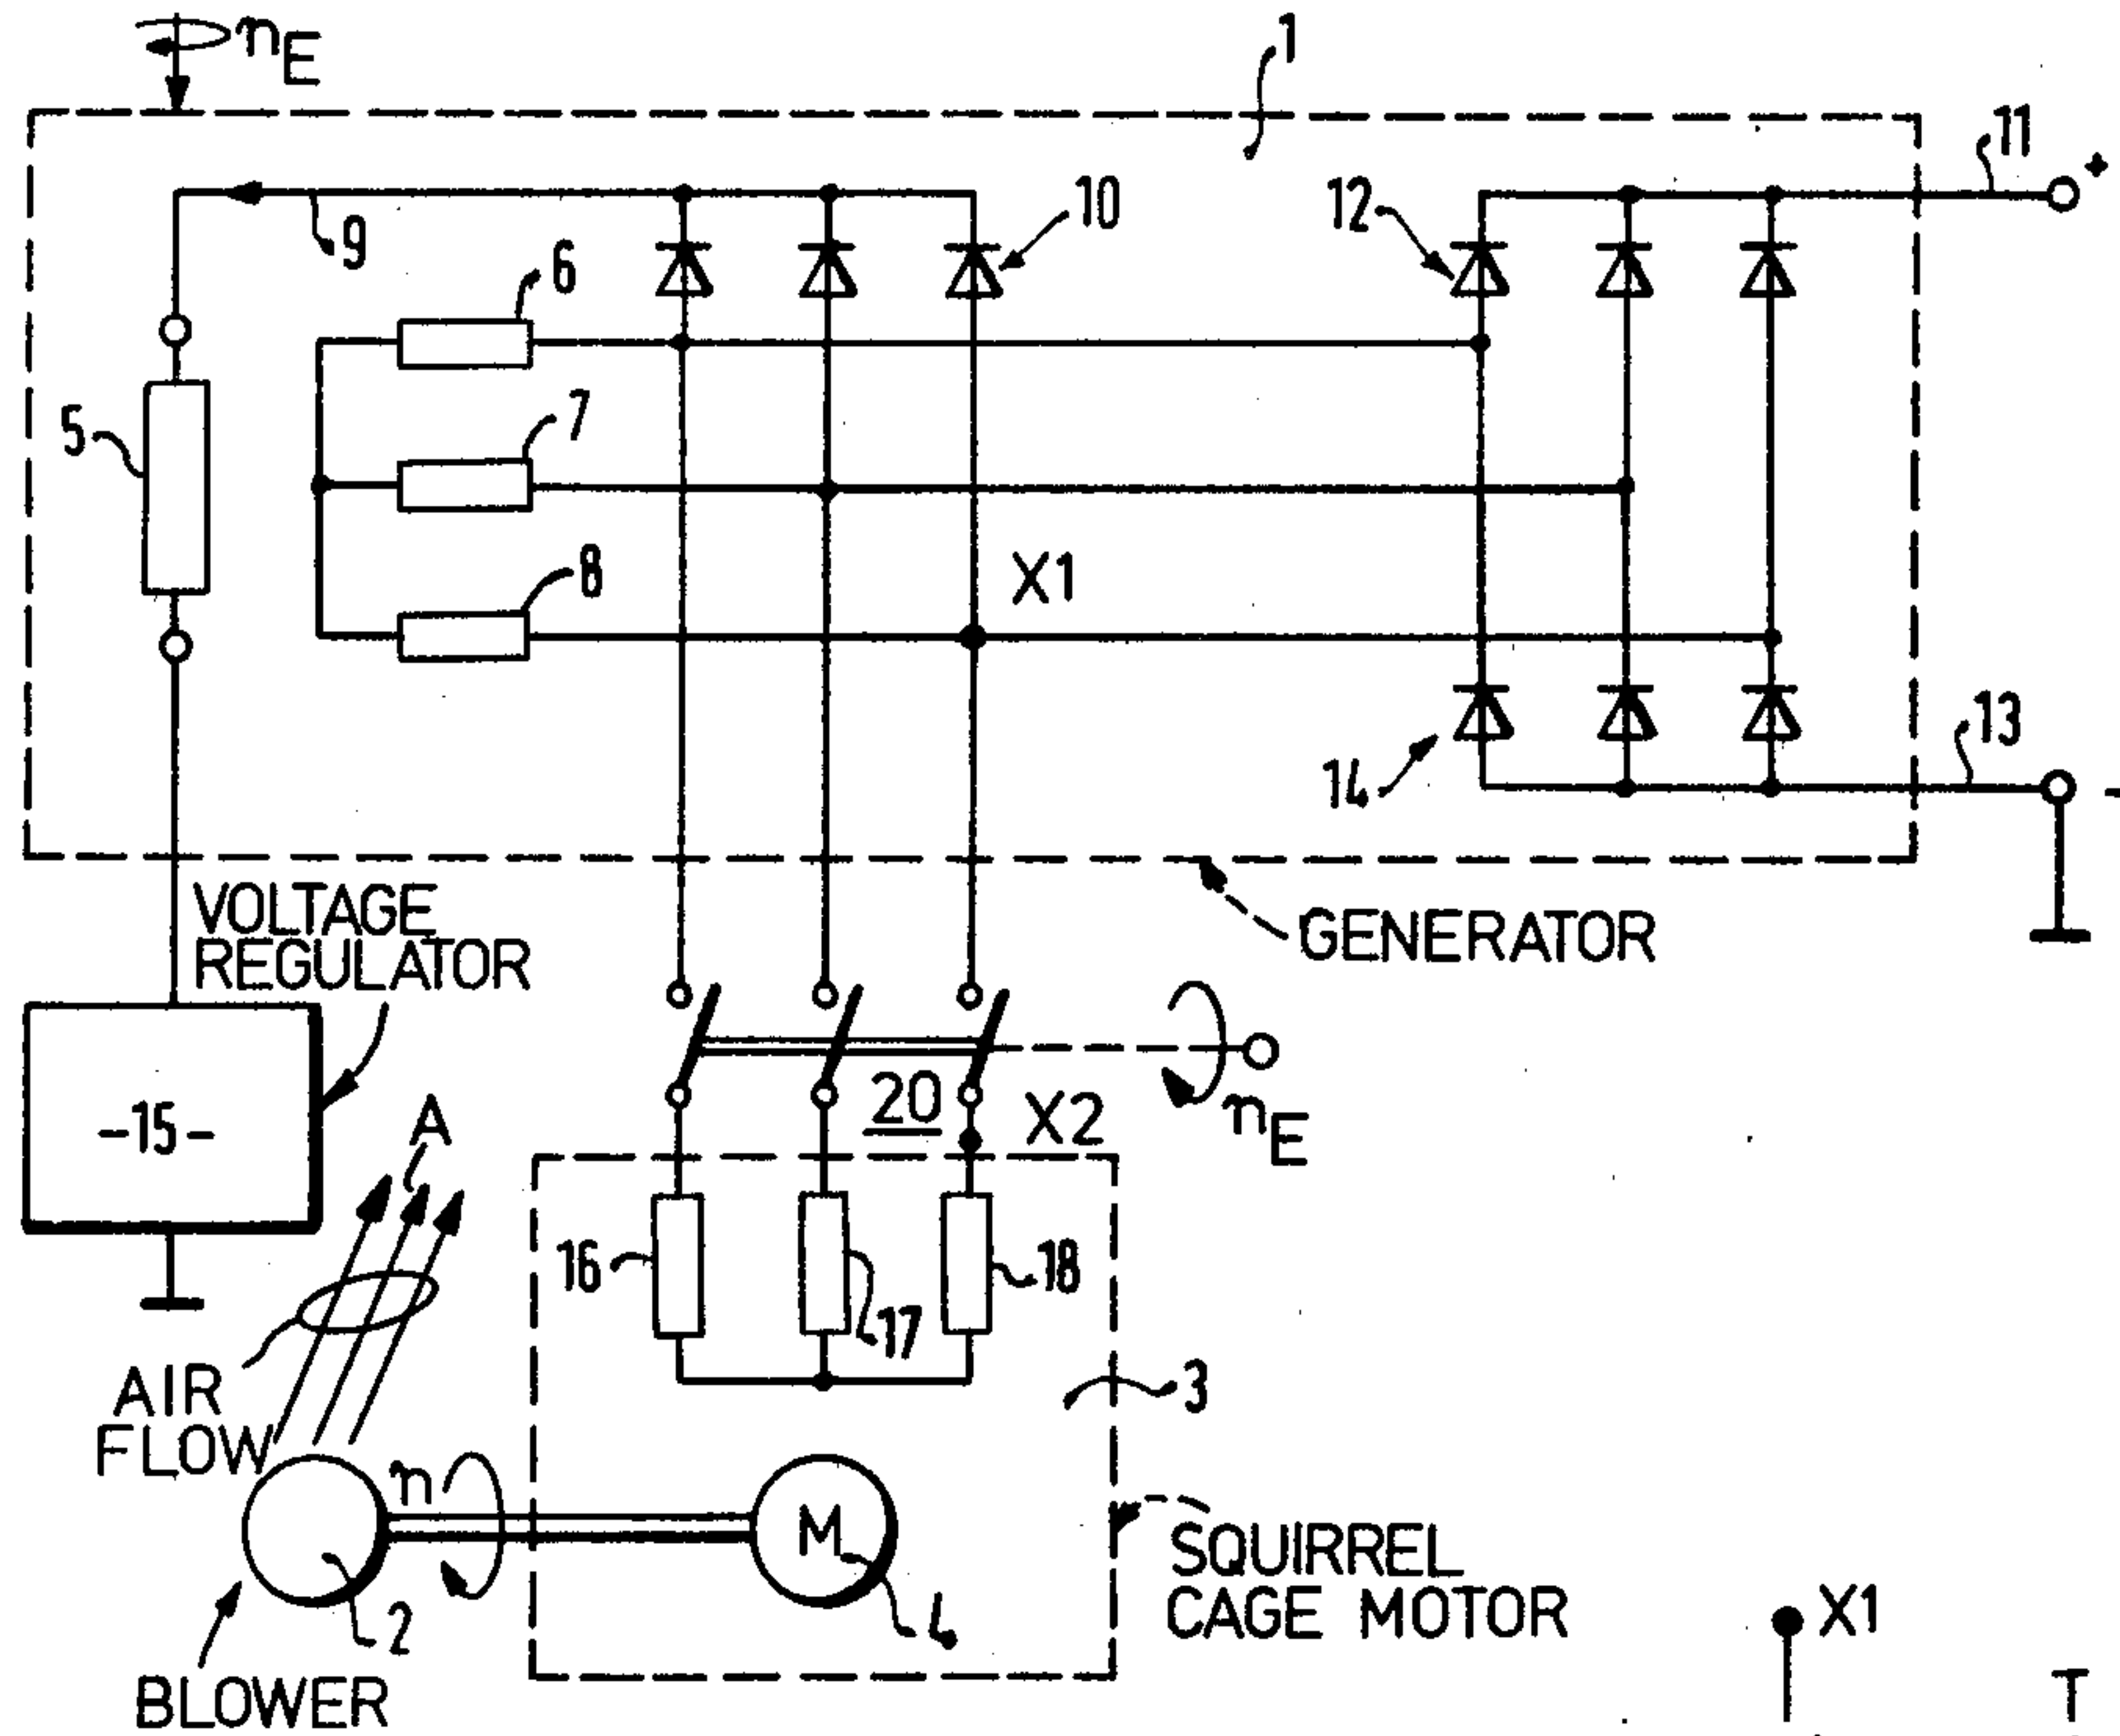 nE
1
11
+
9
10
12
6
5
7
8
X1
14
13
-
VOLTAGE
REGULATOR
GENERATOR
-15-
A
20
X2
nE
16
17
18
3
AIR
FLOW
n
M
SQUIRREL
CAGE MOTOR
2
4
BLOWER
X1
T